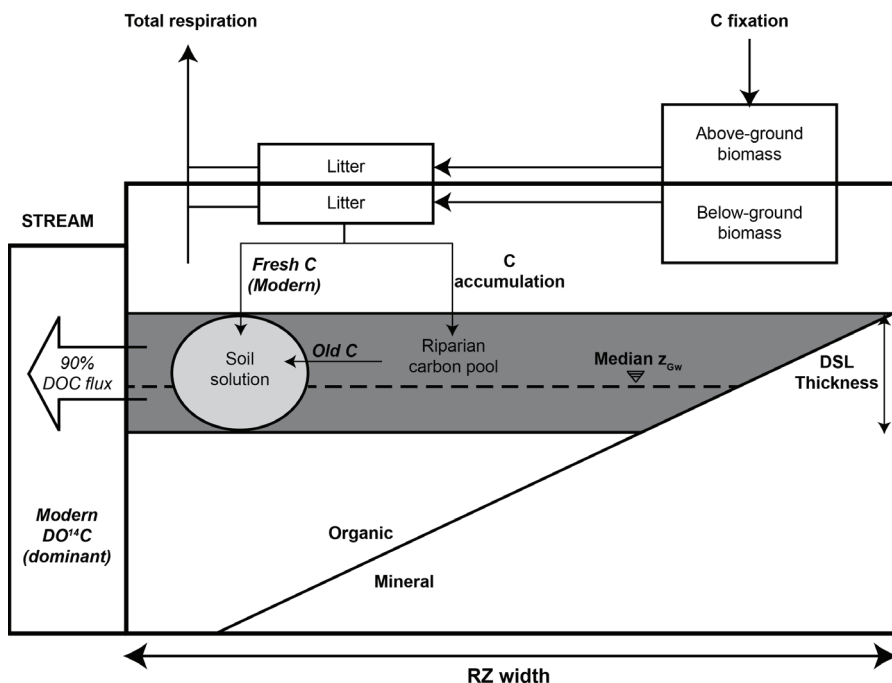 Total respiration
C fixation
Above-ground
biomass
Litter
Litter
Below-ground
biomass
STREAM
Fresh C
(Modern)
C
accumulation
Soil
solution
Old C
Riparian
carbon pool
Median z_Gw
DSL
Thickness
90%
DOC flux
Modern
DO¹⁴C
(dominant)
Organic
Mineral
RZ width